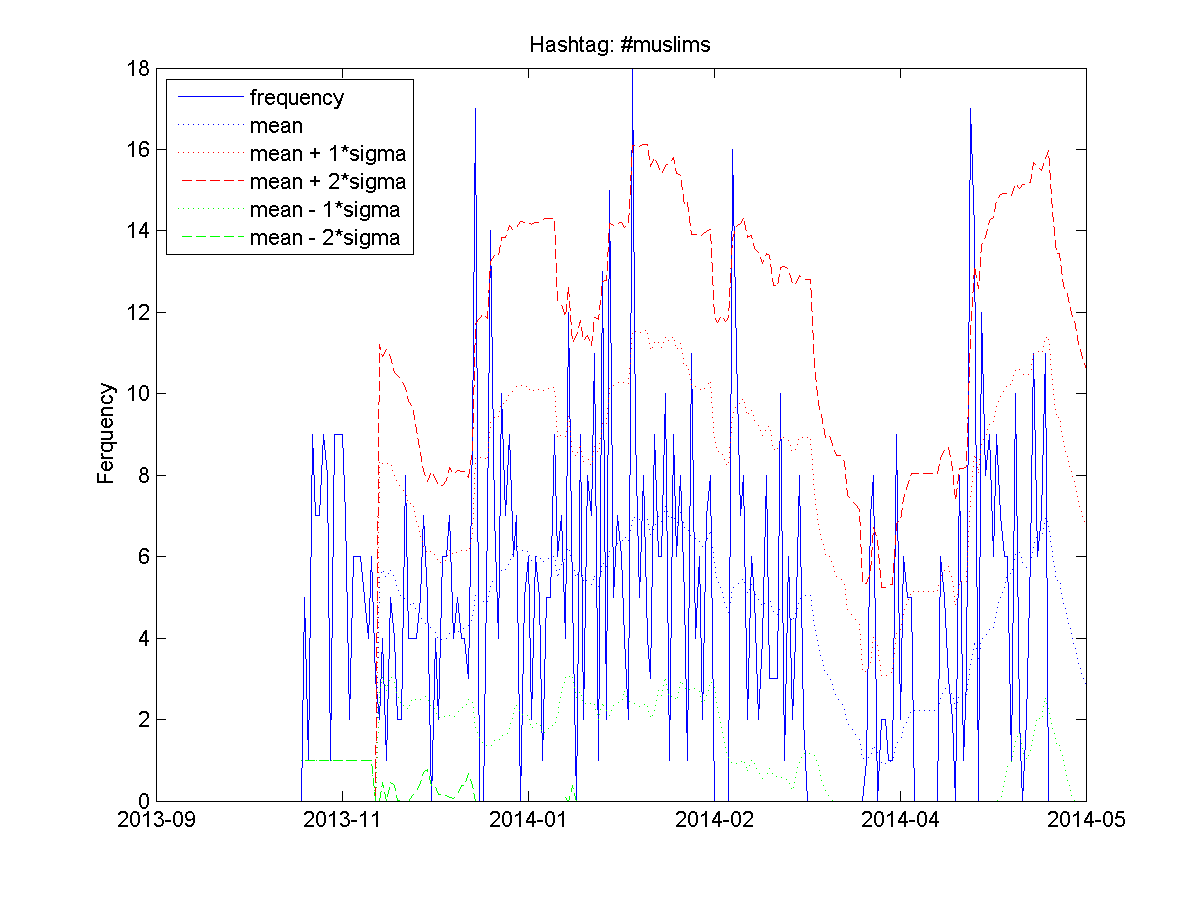 Hashtag: #muslims
18
16
14
12
10
8
6
4
2
0
Ferquency
frequency
mean
mean + 1*sigma
mean + 2*sigma
mean - 1*sigma
mean - 2*sigma
2013-09 2013-11 2014-01 2014-02 2014-04 2014-05